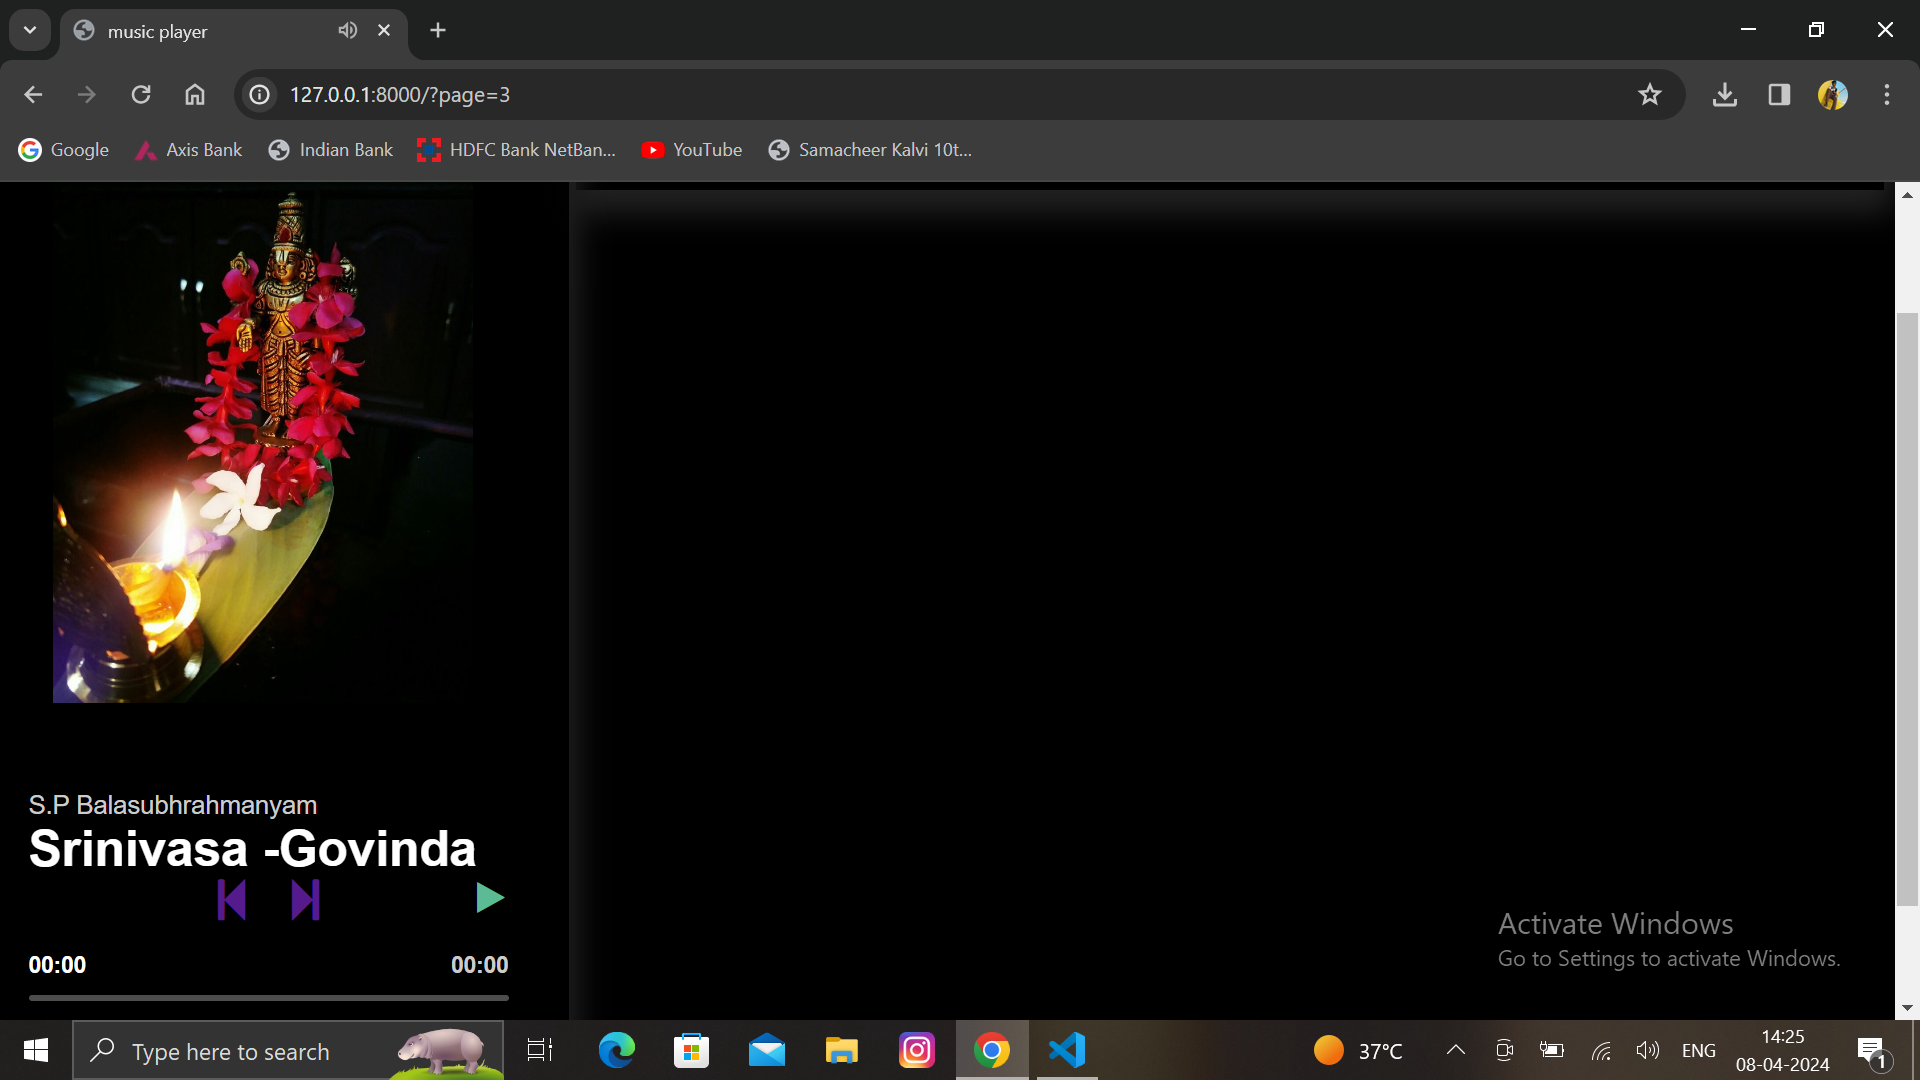 music player
127.0.0.1:8000/?page=3
Google
Axis Bank
Indian Bank
HDFC Bank NetBan...
YouTube
Samacheer Kalvi 10t...
S.P Balasubhrahmanyam
Srinivasa -Govinda
00:00
00:00
Activate Windows
Go to Settings to activate Windows.
Type here to search
37°C
ENG
14:25
08-04-2024
1